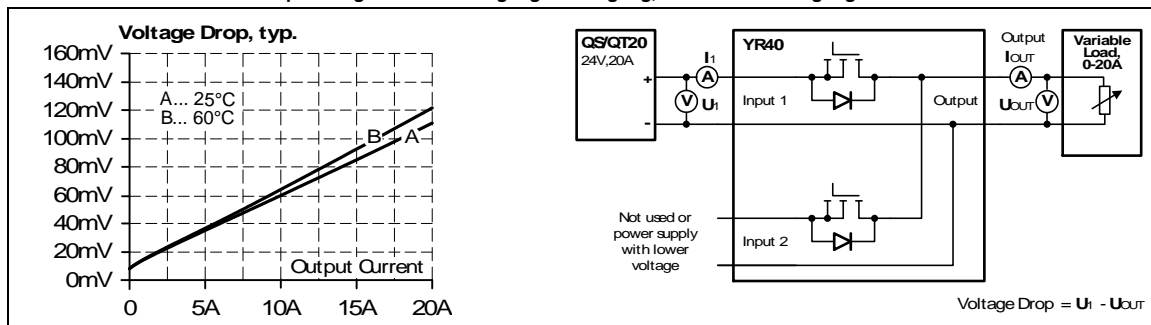 Voltage Drop, typ.
160mV
140mV
120mV
100mV
80mV
60mV
40mV
20mV
0mV
A... 25°C
B... 60°C
B
A
Output Current
0
5A
10A
15A
20A
QS/QT20
24V,20A
+
-
I1
A
V
U1
YR40
Input 1
Output
Input 2
Not used or
power supply
with lower
voltage
Output
IOUT
A
UOUT
V
Variable
Load,
0-20A
Voltage Drop = U1 - UOUT